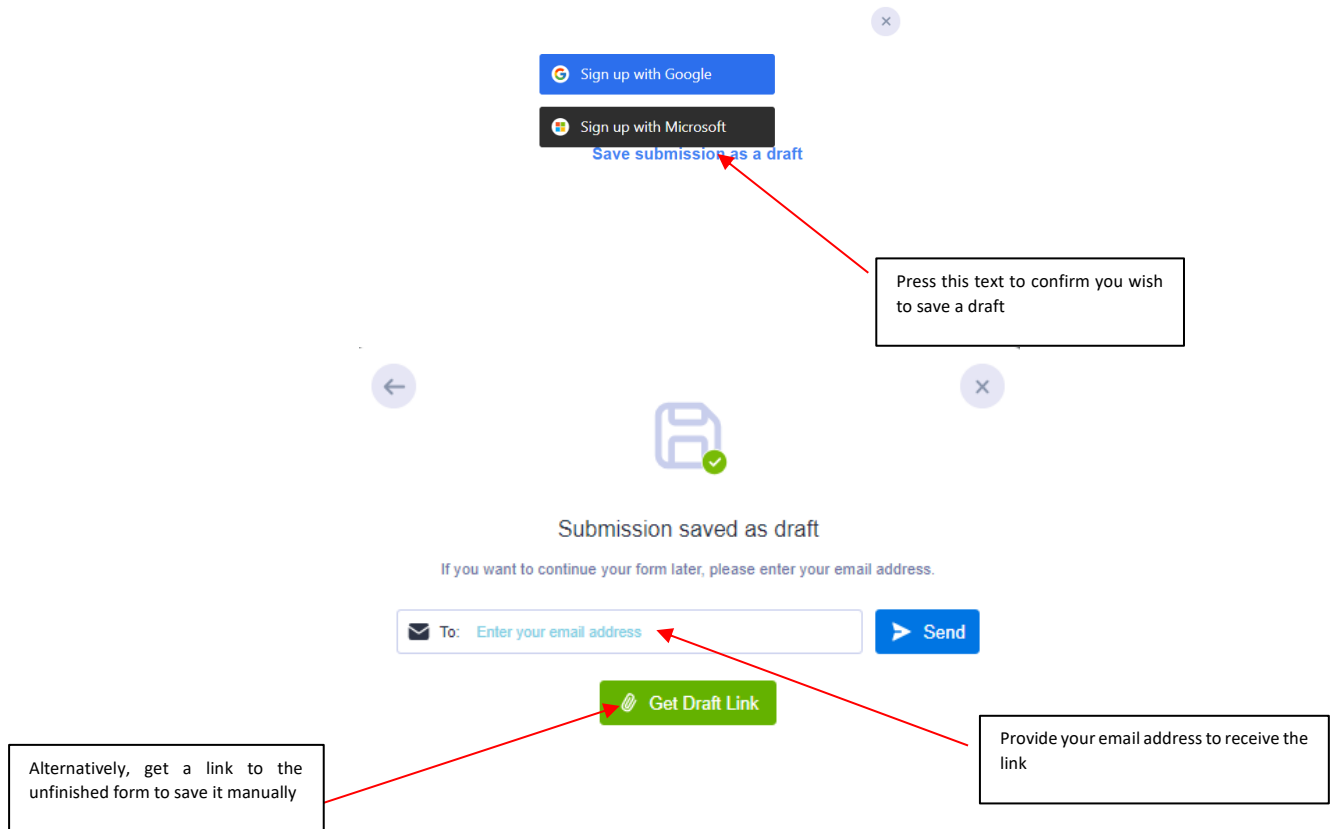 Sign up with Google
Sign up with Microsoft
Save submission as a draft
Press this text to confirm you wish
to save a draft
Submission saved as draft
If you want to continue your form later, please enter your email address.
To: Enter your email address
Send
Get Draft Link
Provide your email address to receive the
link
Alternatively, get a link to the
unfinished form to save it manually